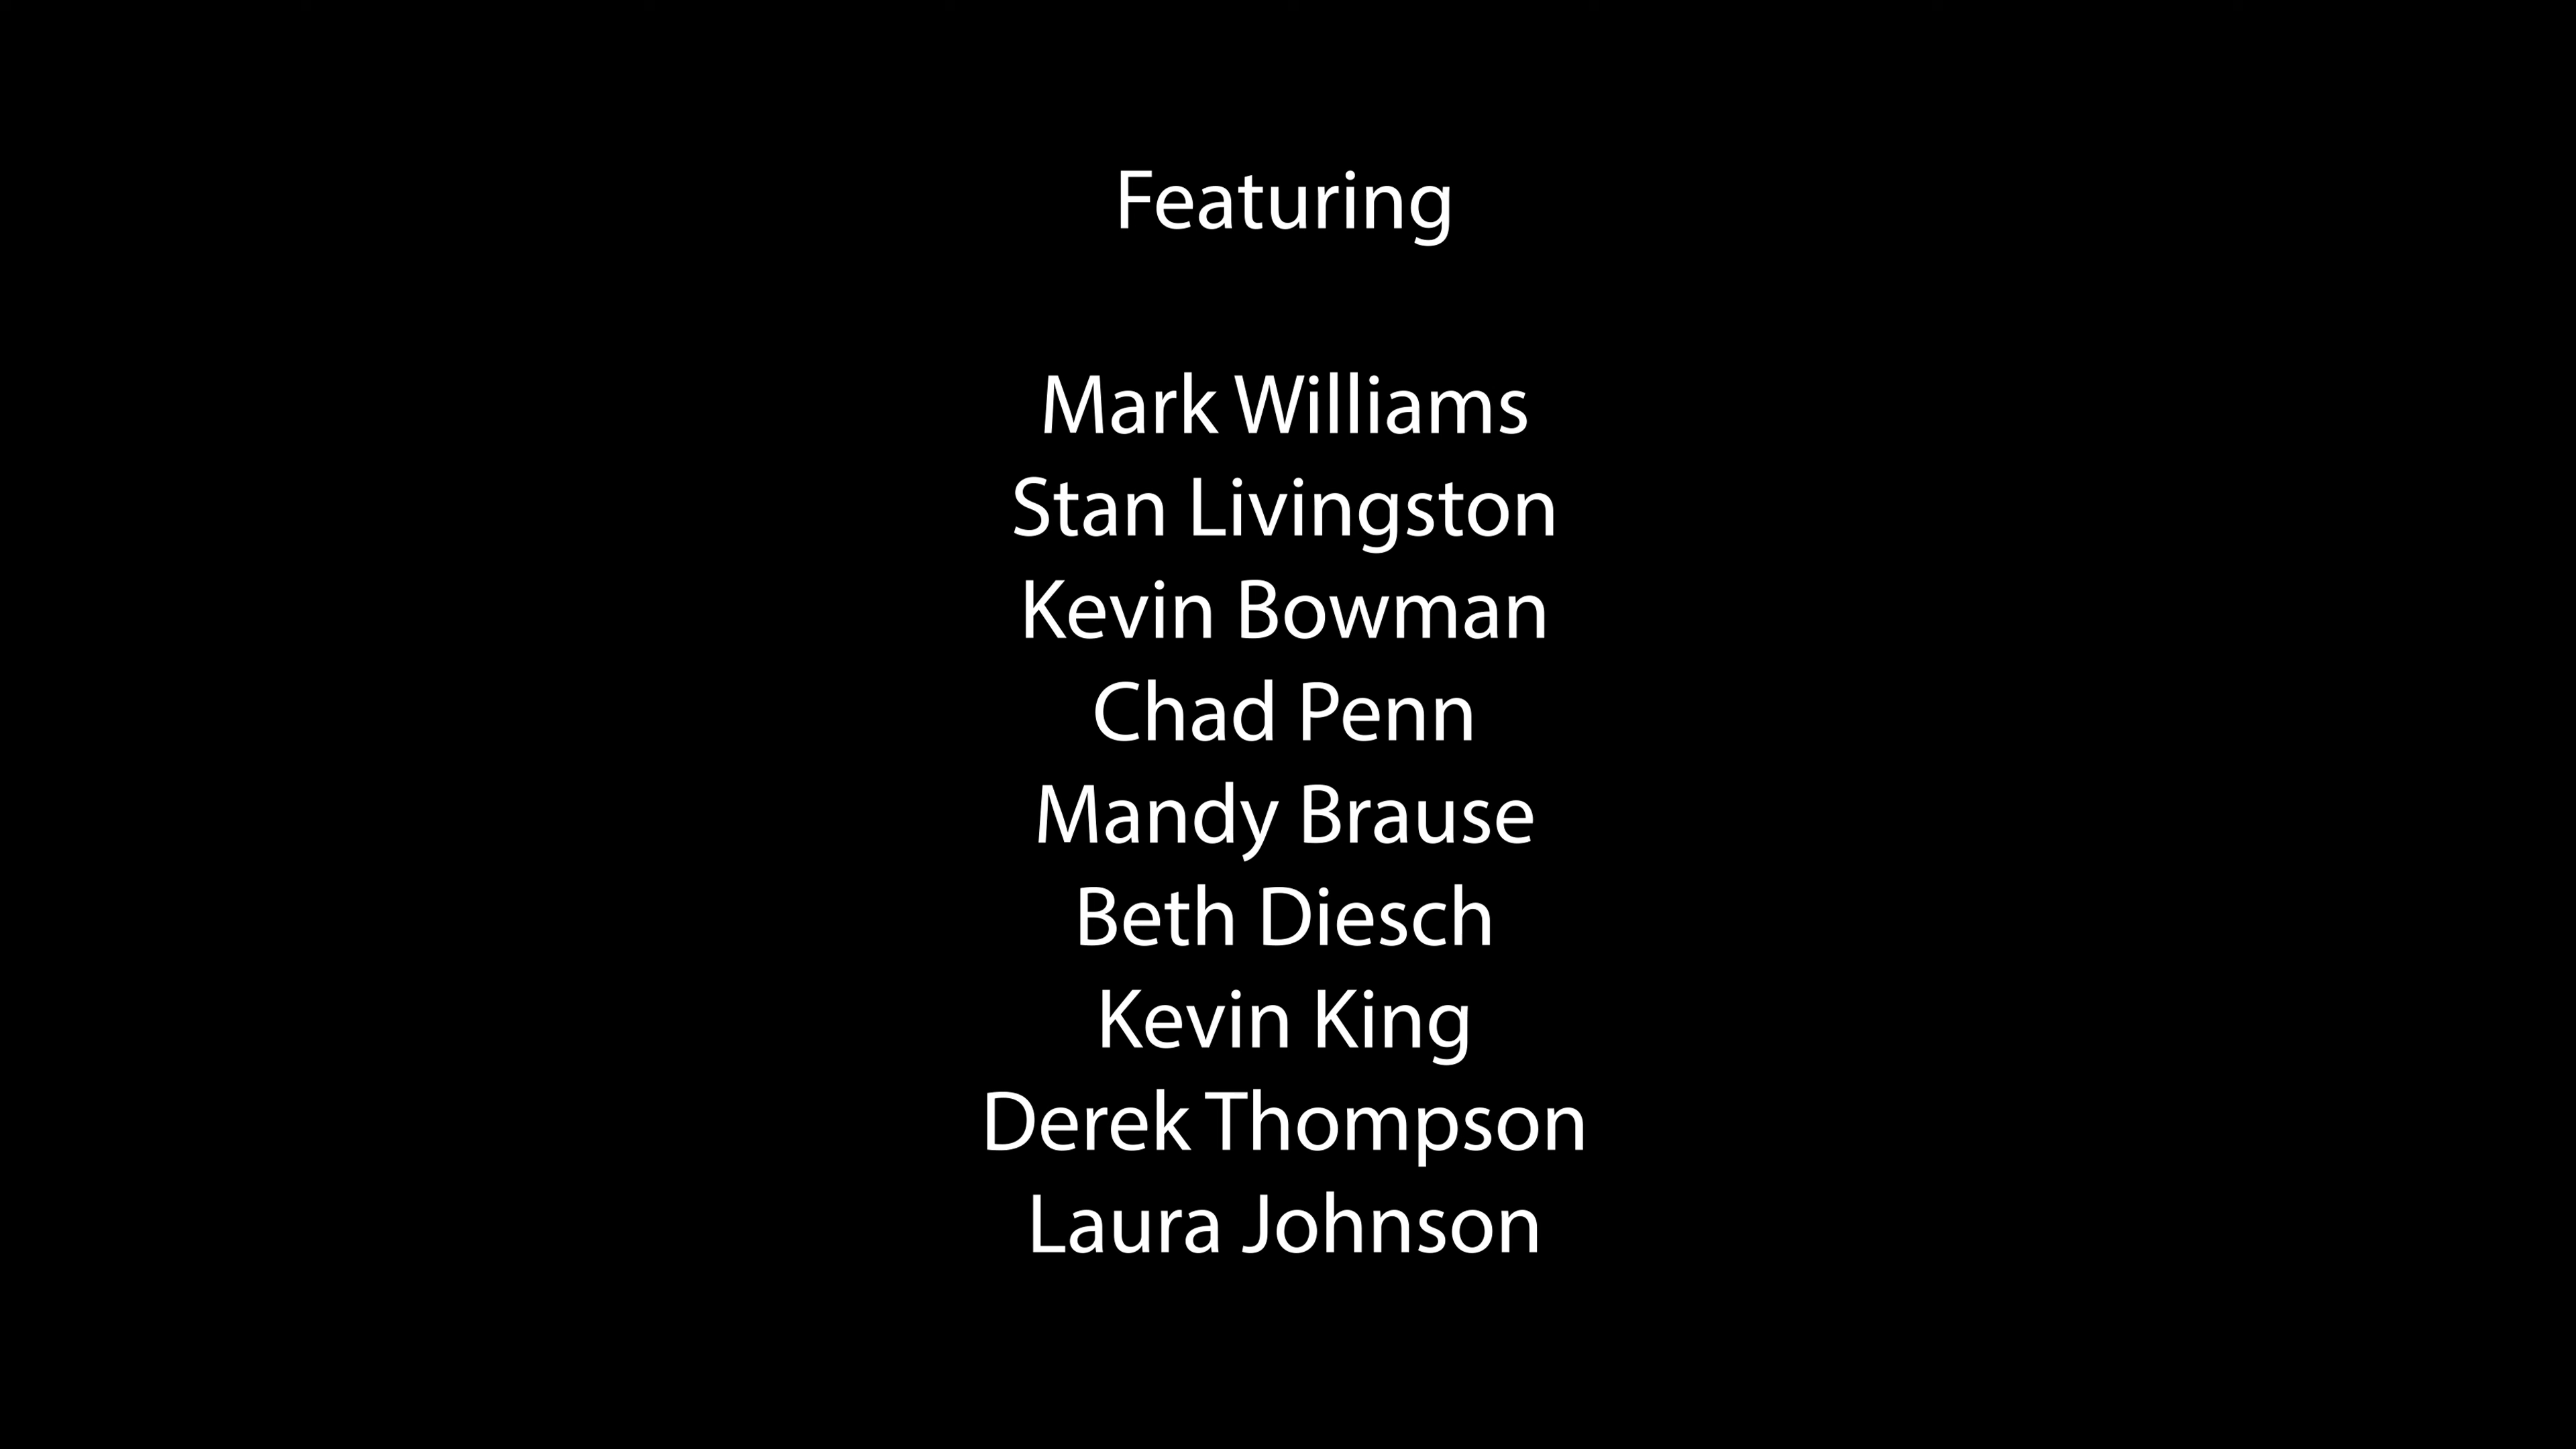 Featuring
Mark Williams
Stan Livingston
Kevin Bowman
Chad Penn
Mandy Brause
Beth Diesch
Kevin King
Derek Thompson
Laura Johnson